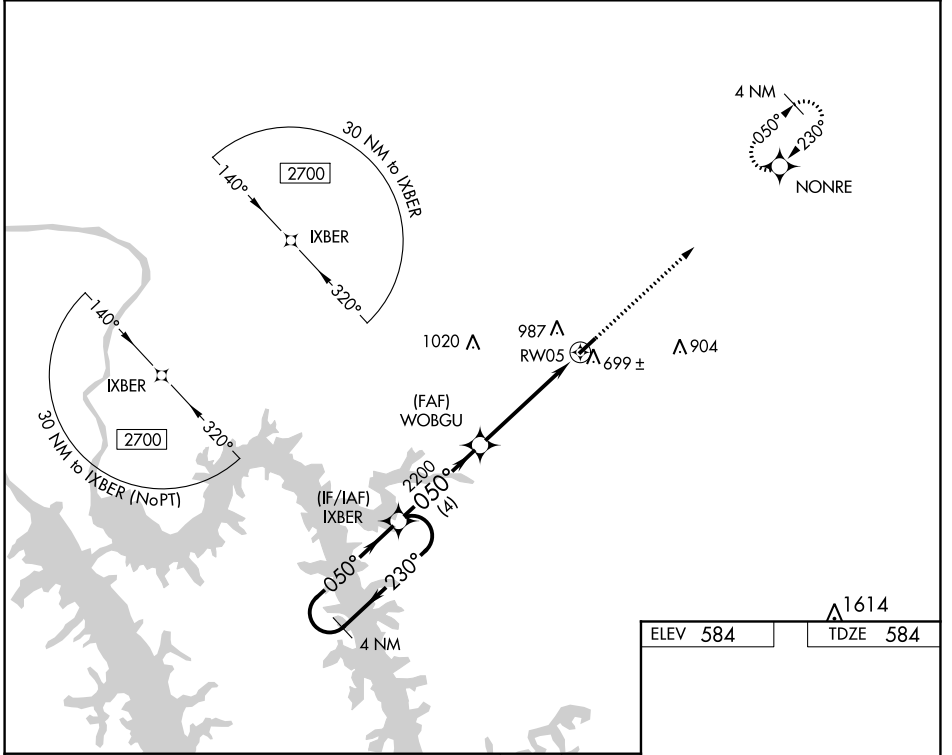 4 NM
050°
230°
NONRE
30 NM to IXBER
2700
140°
IXBER
320°
140°
IXBER
320°
2700
30 NM to IXBER (NoPT)
1020
987
RW05
699 ±
904
(FAF)
WOBGU
2200
050°
(4)
(IF/IAF)
IXBER
050°
230°
4 NM
1614
ELEV 584
TDZE 584